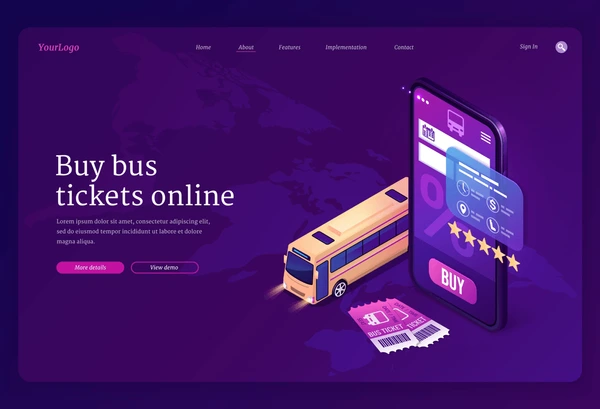 YourLogo
Home About Features Implementation Contact Sign In
Buy bus
tickets online
Lorem ipsum dolor sit amet, consectetur adipiscing elit,
sed do eiusmod tempor incididunt ut labore et dolore
magna aliqua.
More details View demo
%
BUY
BUS TICKET
TICKET